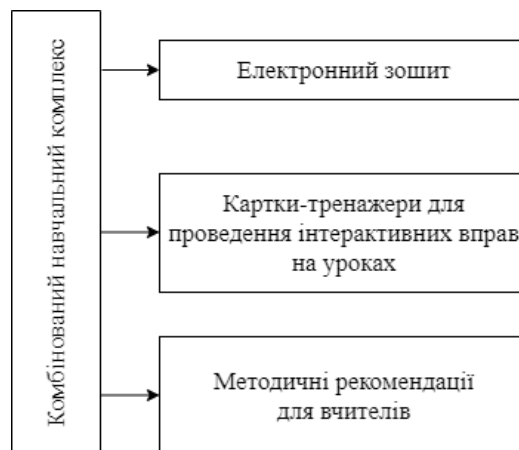 Комбінований навчальний комплекс
Електронний зошит
Картки-тренажери для
проведення інтерактивних вправ
на уроках
Методичні рекомендації
для вчителів